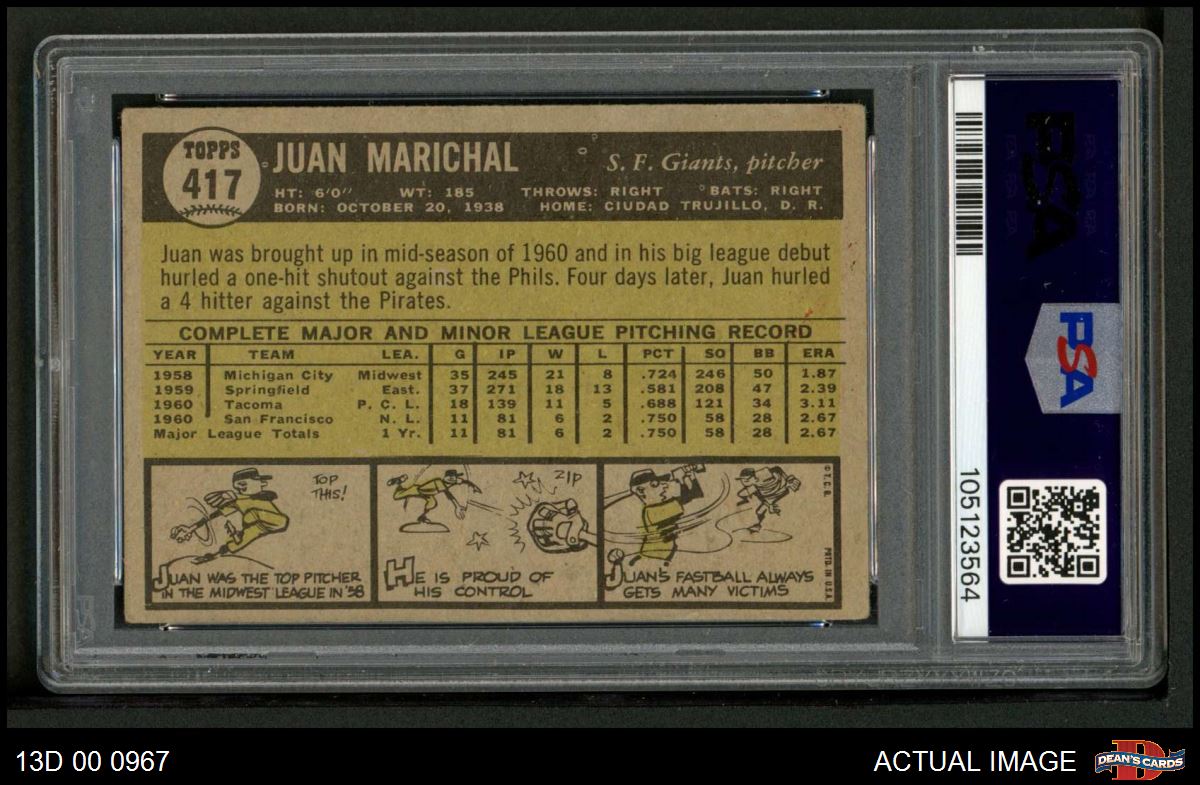 TOPPS
417
JUAN MARICHAL
S. F. Giants, pitcher
HT: 6'0" WT: 185 THROWS: RIGHT BATS: RIGHT
BORN: OCTOBER 20, 1938 HOME: CIUDAD TRUJILLO, D. R.
Juan was brought up in mid-season of 1960 and in his big league debut
hurled a one-hit shutout against the Phils. Four days later, Juan hurled
a 4 hitter against the Pirates.
COMPLETE MAJOR AND MINOR LEAGUE PITCHING RECORD
YEAR TEAM LEA. G IP W L PCT SO BB ERA
1958 Michigan City Midwest 35 245 21 8 .724 246 50 1.87
1959 Springfield East. 37 271 18 13 .581 208 47 2.39
1960 Tacoma P. C. L. 18 139 11 5 .688 121 34 3.11
1960 San Francisco N. L. 11 81 6 2 .750 58 28 2.67
Major League Totals 1 Yr. 11 81 6 2 .750 58 28 2.67
TOP
THIS!
JUAN WAS THE TOP PITCHER
IN THE MIDWEST LEAGUE IN '58
ZIP
HE IS PROUD OF
HIS CONTROL
JUAN'S FASTBALL ALWAYS
GETS MANY VICTIMS
© T. C. G.
PRTD. IN U.S.A.
PSA
PSA
105123564
13D 00 0967
ACTUAL IMAGE
DEAN'S CARDS